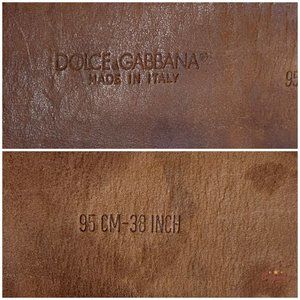 DOLCE&GABBANA®
MADE IN ITALY
95
95 CM-38 INCH